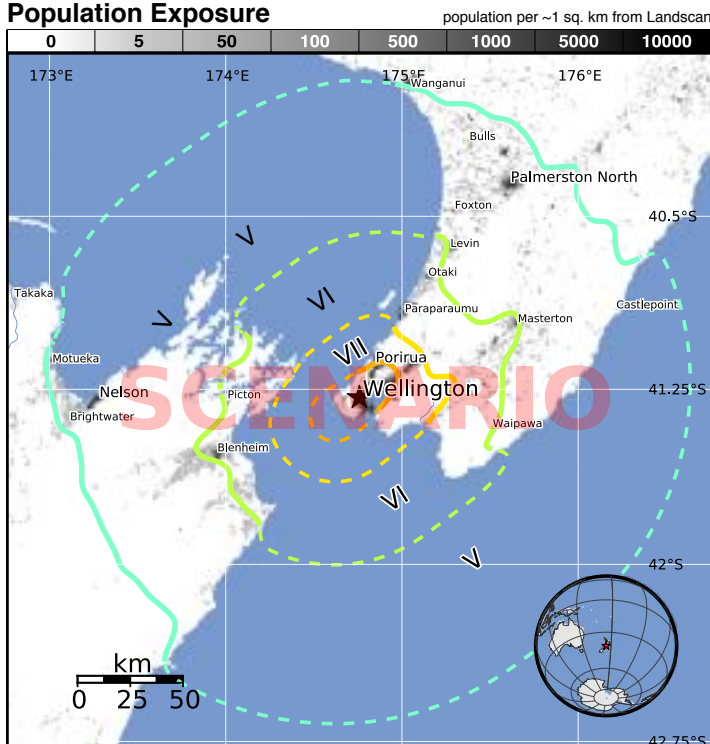 Population Exposure
population per ~1 sq. km from Landscan
0 5 50 100 500 1000 5000 10000
173°E 174°E 175°E 176°E
Wanganui
Bulls
Palmerston North
Foxton
40.5°S
V
Levin
Otaki
Takaka
VI
Castlepoint
Paraparaumu
V
Masterton
VII
Motueka
Porirua
Wellington
41.25°S
Nelson
Picton
SCENARIO
Brightwater
Waipawa
Blenheim
VI
V
42°S
km
0 25 50
42.75°S